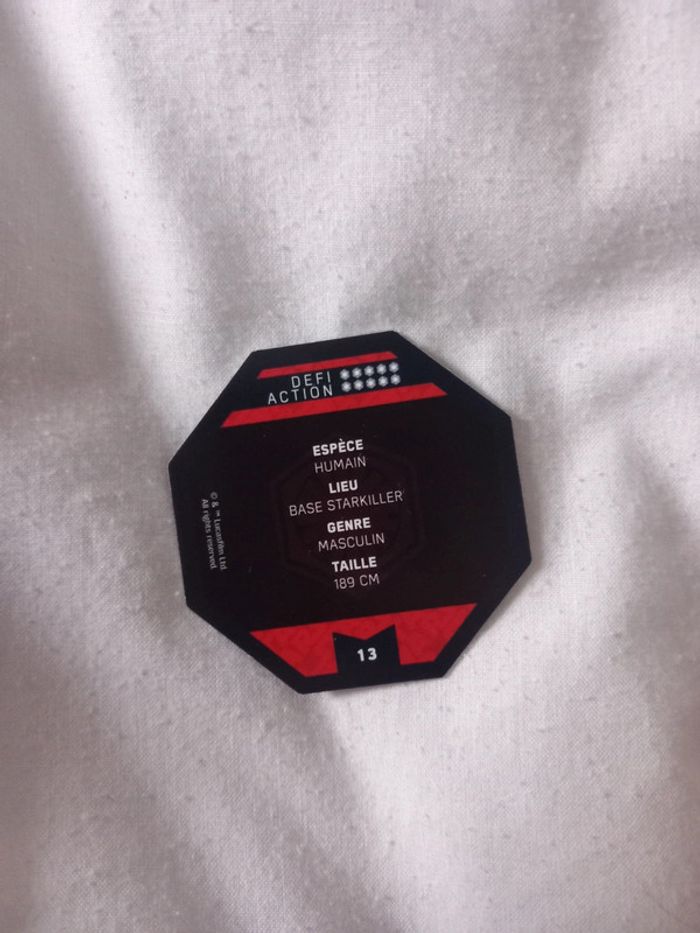 DEFI
ACTION
ESPÈCE
HUMAIN
LIEU
BASE STARKILLER
GENRE
MASCULIN
TAILLE
189 CM
13
© & ™ Lucasfilm Ltd.
All rights reserved.